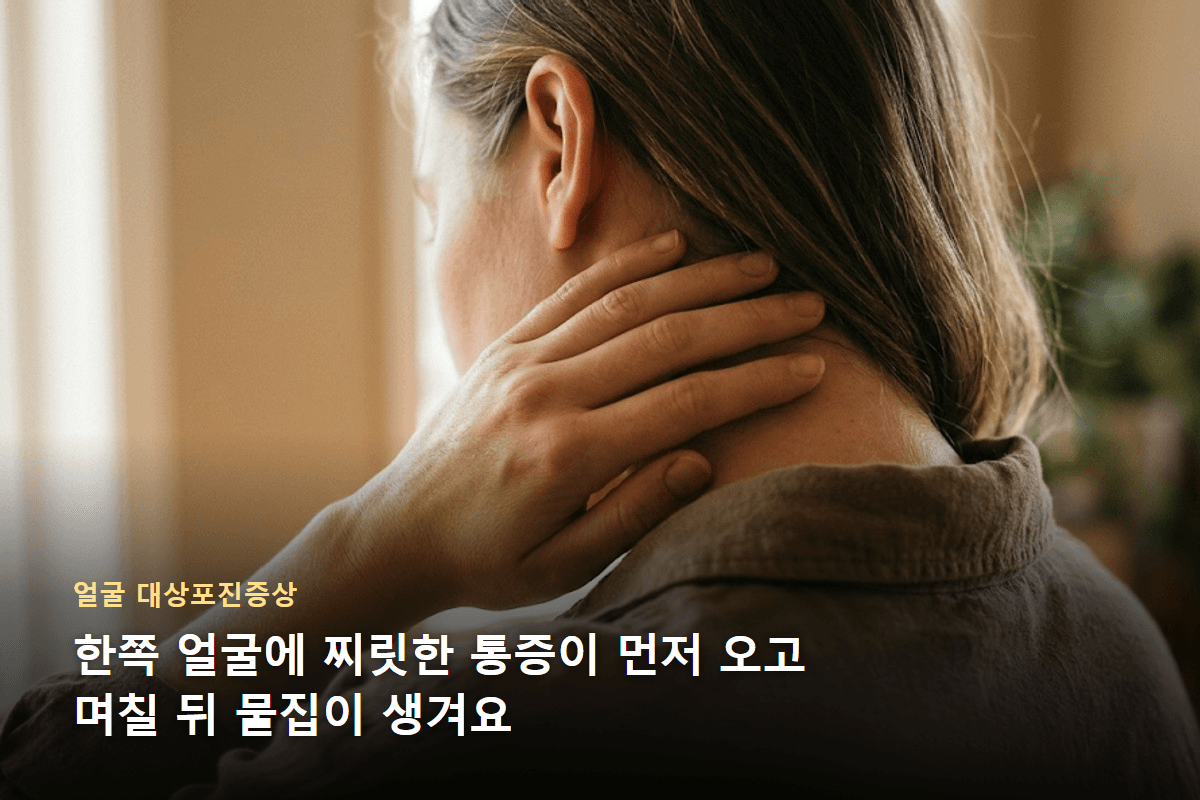 얼굴 대상포진증상
한쪽 얼굴에 찌릿한 통증이 먼저 오고
며칠 뒤 물집이 생겨요